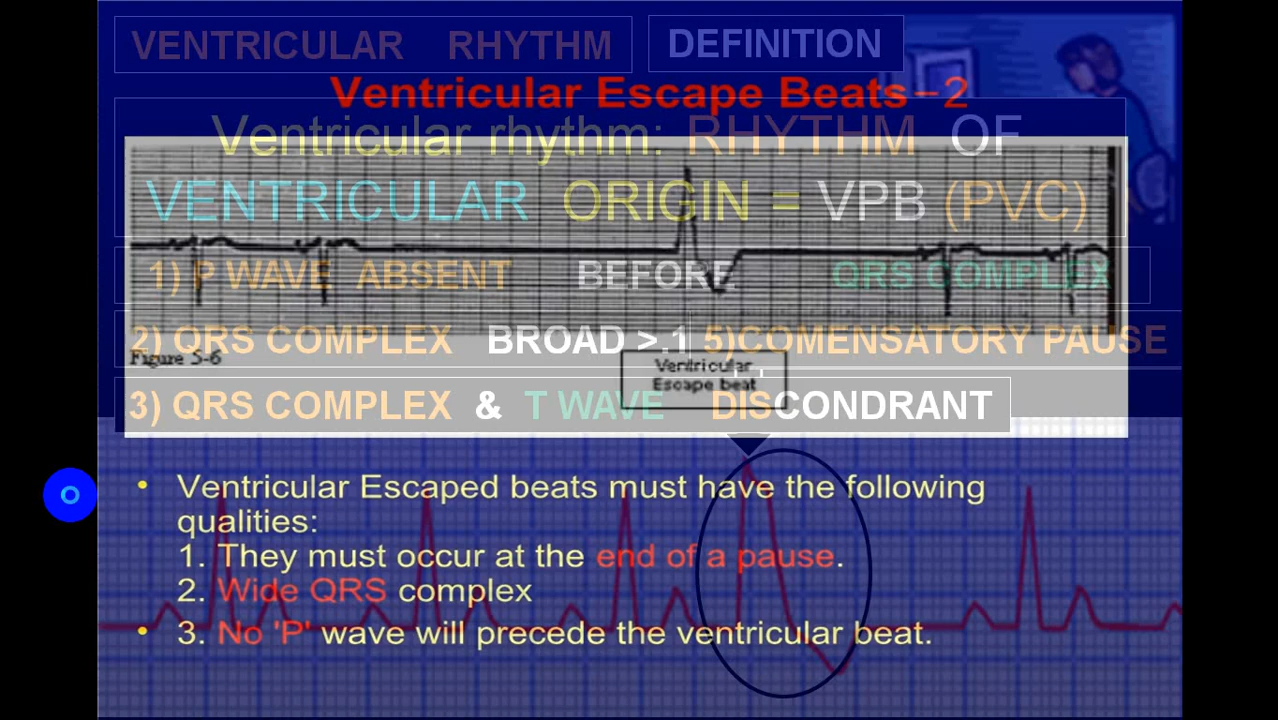 VENTRICULAR RHYTHM
DEFINITION
Ventricular Escape Beats-2
Ventricular rhythm: RHYTHM OF
VENTRICULAR ORIGIN = VPB (PVC)
1) P WAVE ABSENT BEFORE QRS COMPLEX
2) QRS COMPLEX BROAD >.1
5)COMENSATORY PAUSE
Figure 5-6
Ventricular
Escape beat
3) QRS COMPLEX & T WAVE DISCONDRANT
O
• Ventricular Escaped beats must have the following
qualities:
1. They must occur at the end of a pause.
2. Wide QRS complex
• 3. No 'P' wave will precede the ventricular beat.